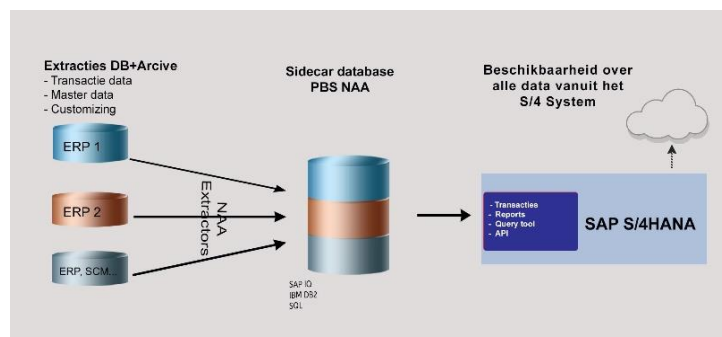 Extracties DB+Arcive
- Transactie data
- Master data
- Customizing
ERP 1
ERP 2
ERP, SCM...
NAA
Extractors
Sidecar database
PBS NAA
SAP IQ
IBM DB2
SQL
Beschikbaarheid over
alle data vanuit het
S/4 System
- Transacties
- Reports
- Query tool
- API
SAP S/4HANA